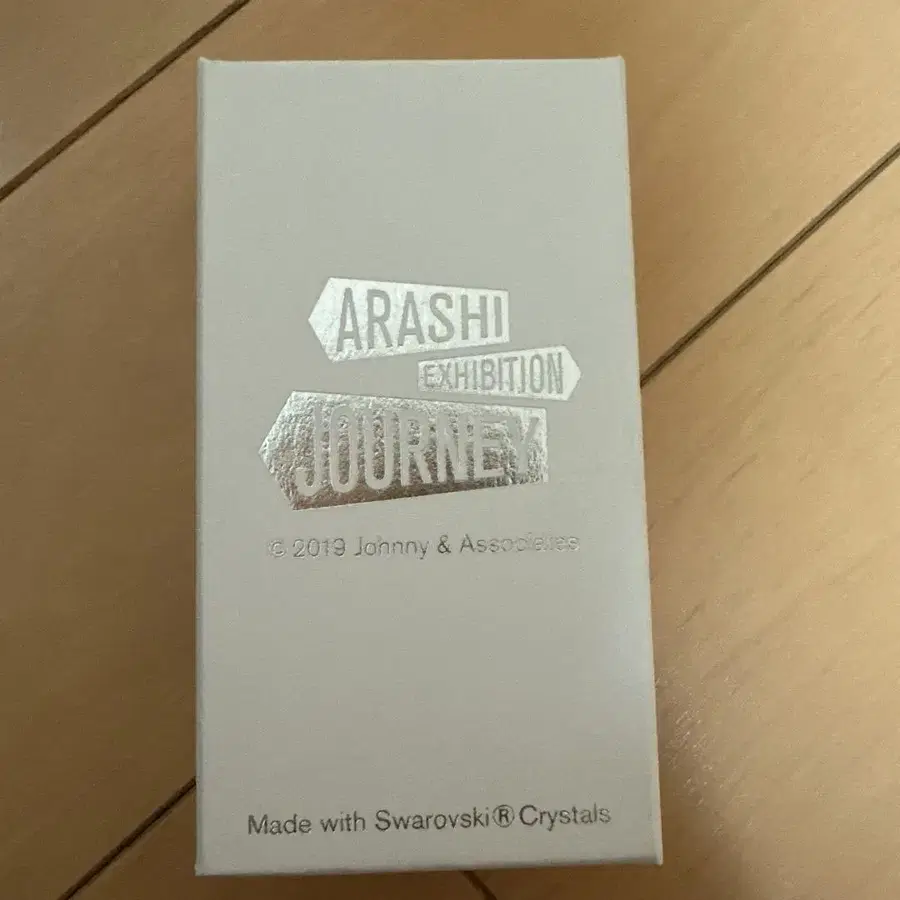 ARASHI
EXHIBITION
JOURNEY
© 2019 Johnny & Associates
Made with Swarovski® Crystals